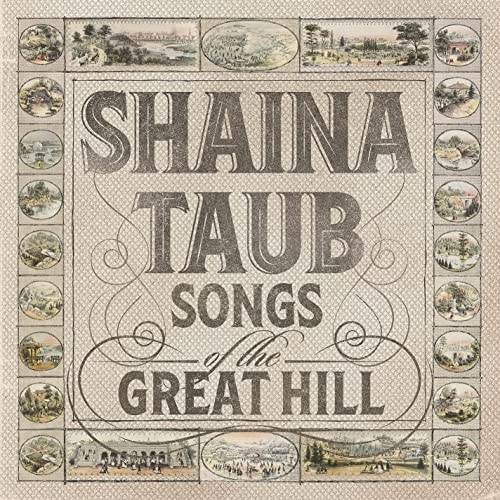 SHAINA
TAUB
SONGS
of the
GREAT HILL